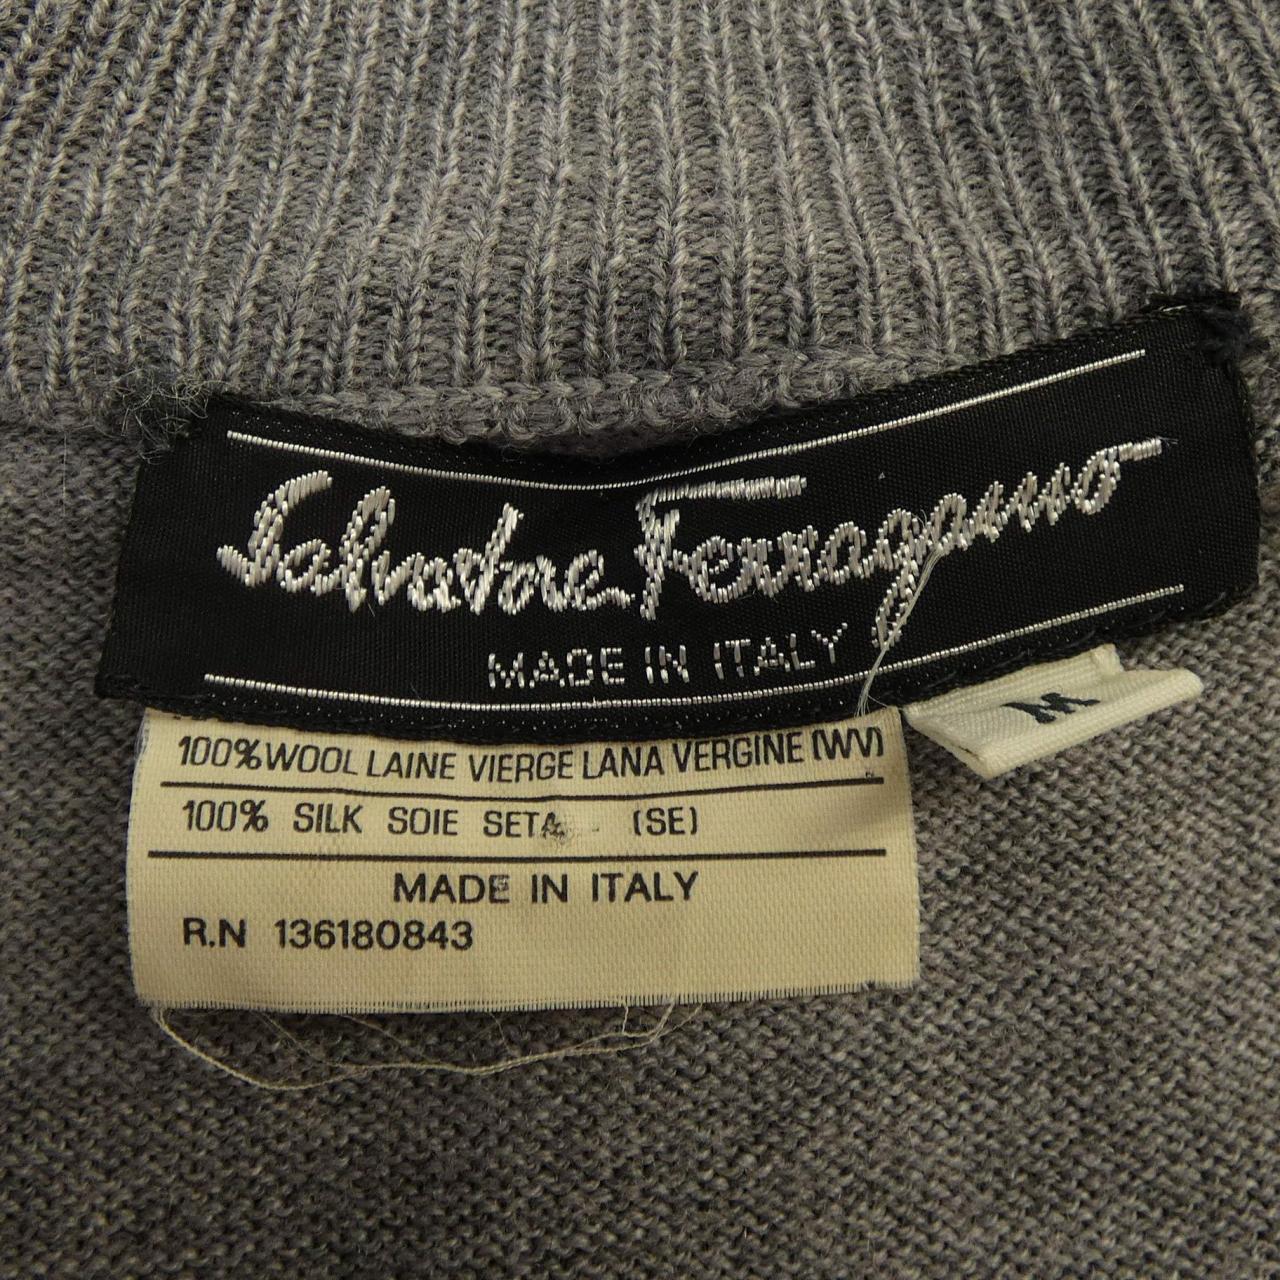 Salvatore Ferragamo
MADE IN ITALY
M
100%WOOL LAINE VIERGE LANA VERGINE (WV)
100% SILK SOIE SETA (SE)
MADE IN ITALY
R.N 136180843